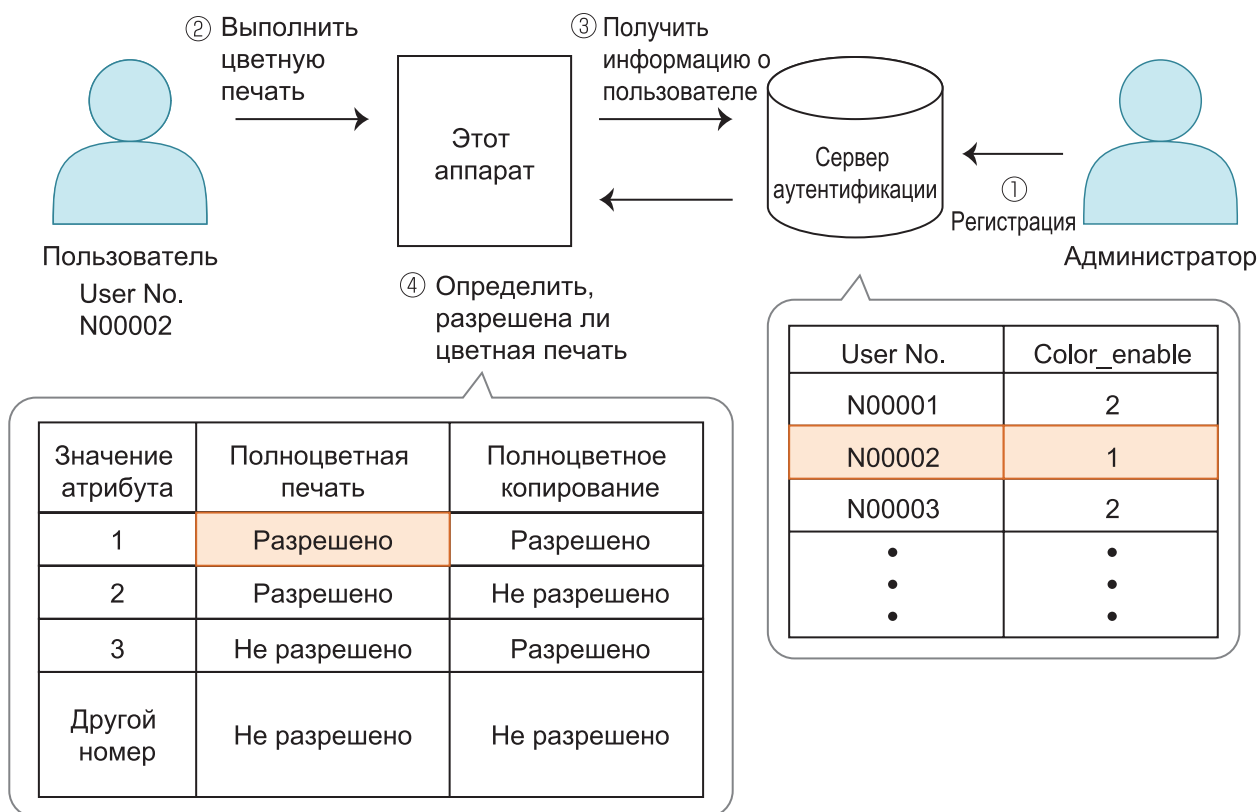 ② Выполнить
цветную
печать
③ Получить
информацию о
пользователе
Этот
аппарат
Сервер
аутентификации
①
Регистрация
Пользователь
User No.
N00002
Администратор
④ Определить,
разрешена ли
цветная печать
User No. Color_enable
N00001 2
N00002 1
N00003 2
Значение
атрибута
Полноцветная
печать
Полноцветное
копирование
1 Разрешено Разрешено
2 Разрешено Не разрешено
3 Не разрешено Разрешено
Другой
номер
Не разрешено Не разрешено